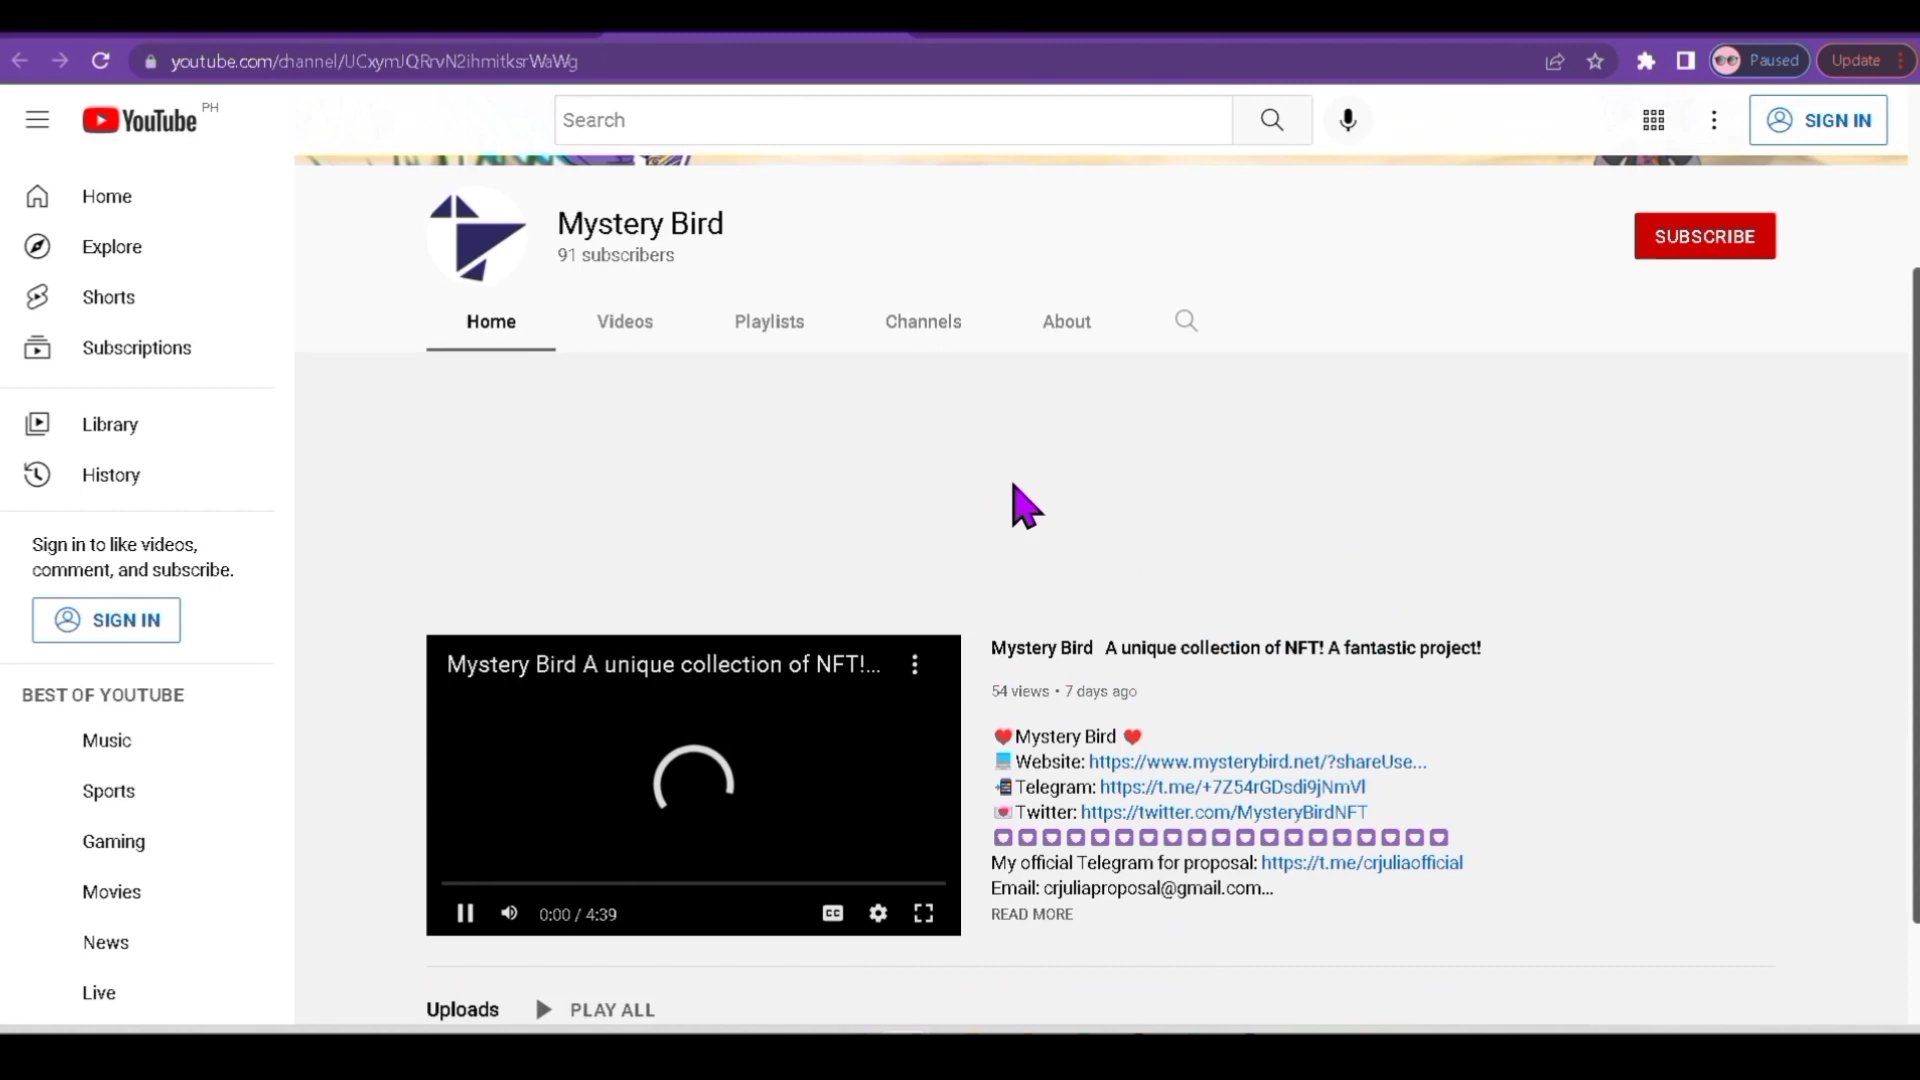 youtube.com/channel/UCxymJQRrvN2ihmitksrWaWg
Paused
Update
YouTube PH
Search
SIGN IN
Home
Explore
Shorts
Subscriptions
Library
History
Sign in to like videos,
comment, and subscribe.
SIGN IN
BEST OF YOUTUBE
Music
Sports
Gaming
Movies
News
Live
Mystery Bird
91 subscribers
SUBSCRIBE
Home Videos Playlists Channels About
Mystery Bird A unique collection of NFT!...
CC
0:00 / 4:39
Mystery Bird A unique collection of NFT! A fantastic project!
54 views • 7 days ago
❤️Mystery Bird ❤️
💻Website: https://www.mysterybird.net/?shareUse...
📲Telegram: https://t.me/+7Z54rGDsdi9jNmVl
💌Twitter: https://twitter.com/MysteryBirdNFT
💟💟💟💟💟💟💟💟💟💟💟💟💟💟💟💟💟💟💟
My official Telegram for proposal: https://t.me/crjuliaofficial
Email: crjuliaproposal@gmail.com...
READ MORE
Uploads PLAY ALL